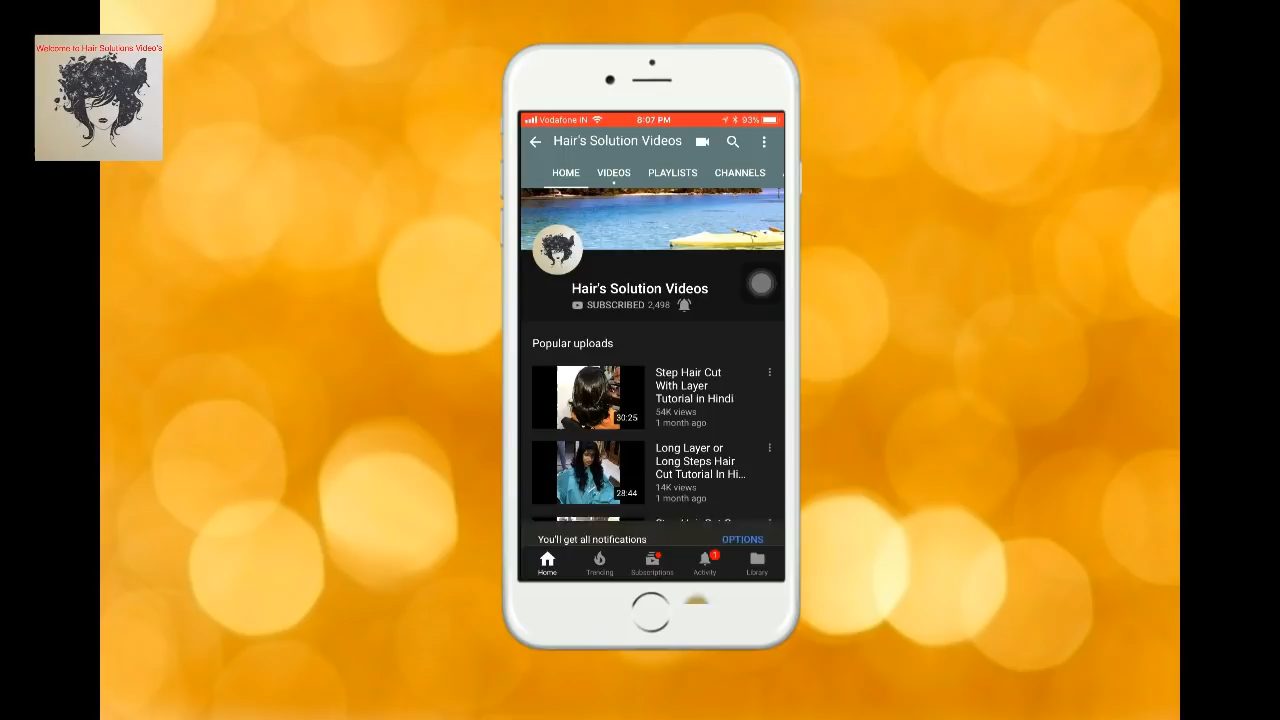 Welcome to Hair Solutions Video's
Vodafone IN 8:07 PM 93%
Hair's Solution Videos
HOME VIDEOS PLAYLISTS CHANNELS
Hair's Solution Videos
SUBSCRIBED 2,498
Popular uploads
Step Hair Cut
With Layer
Tutorial in Hindi
54K views
1 month ago
30:25
Long Layer or
Long Steps Hair
Cut Tutorial In Hi...
14K views
1 month ago
28:44
You'll get all notifications OPTIONS
1
Home Trending Subscriptions Activity Library